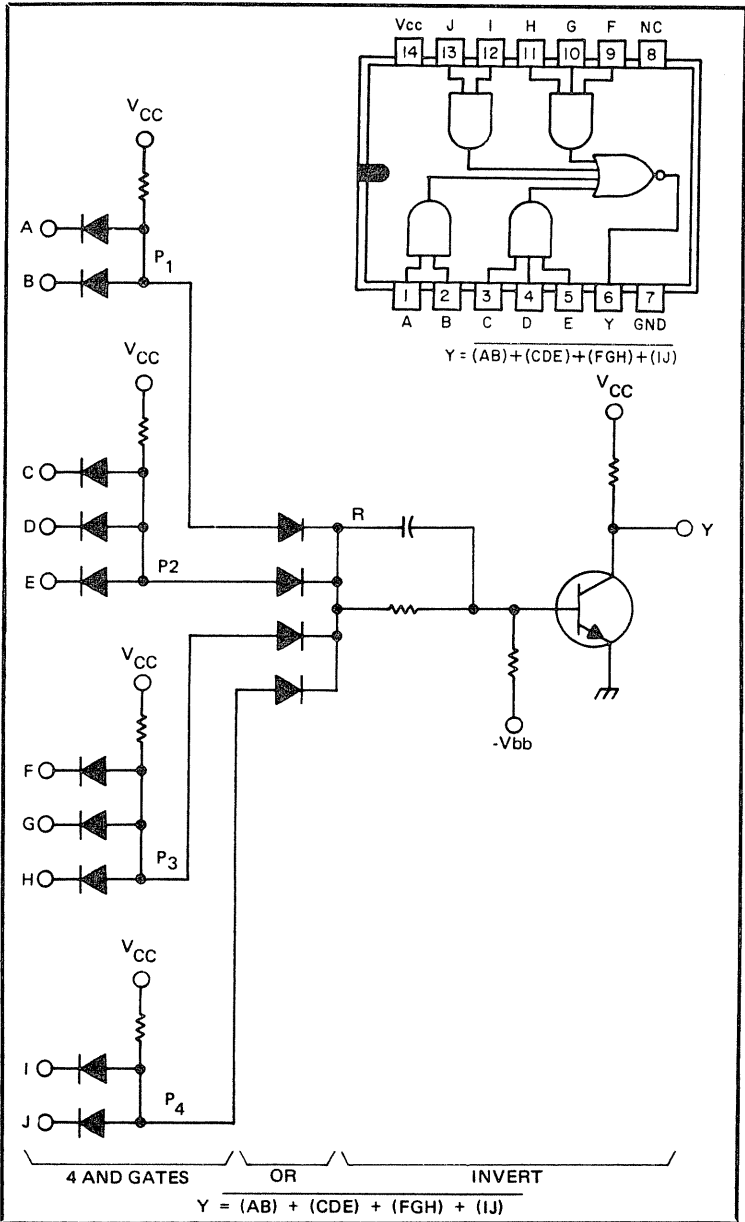 Vcc J I H G F NC
14 13 12 11 10 9 8
1 2 3 4 5 6 7
A B C D E Y GND
Y = (AB) + (CDE) + (FGH) + (IJ)
VCC
A
B
P1
VCC
C
D
E
P2
VCC
F
G
H
P3
VCC
I
J
P4
R
-Vbb
VCC
Y
4 AND GATES OR INVERT
Y = (AB) + (CDE) + (FGH) + (IJ)